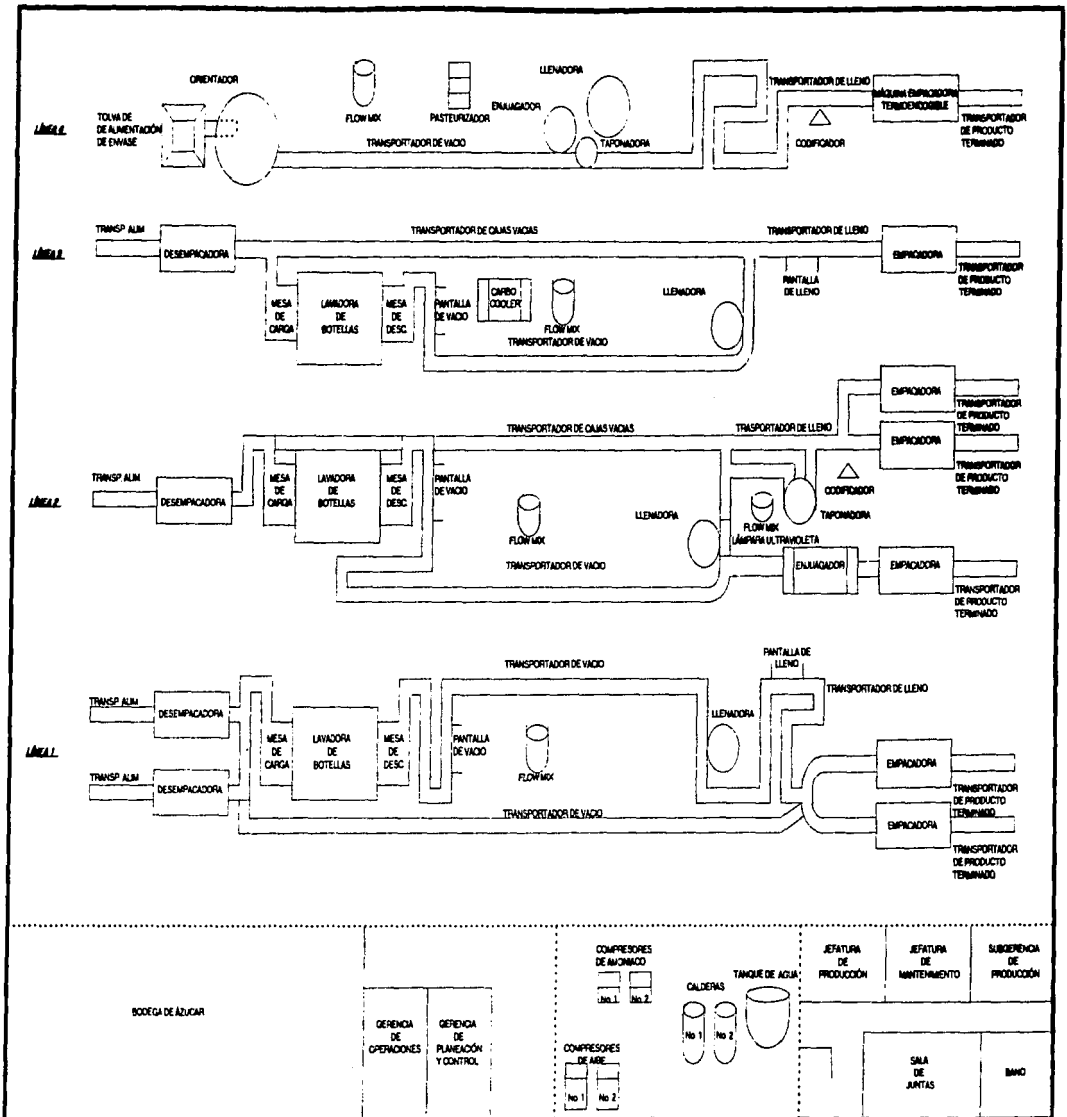 ORIENTADOR
LLENADORA
TRANSPORTADOR DE LLENO
TOLVA DE
DE ALIMENTACIÓN
DE ENVASE
FLOW MIX
PASTEURIZADOR
ENJUAGADOR
MÁQUINA EMPACADORA
TERMOENCOGIBLE
TRANSPORTADOR
DE PRODUCTO
TERMINADO
TRANSPORTADOR DE VACIO
TAPONADORA
CODIFICADOR
TRANSP. ALIM
TRANSPORTADOR DE CAJAS VACIAS
TRANSPORTADOR DE LLENO
LÍNEA 3
DESEMPACADORA
EMPACADORA
TRANSPORTADOR
DE PRODUCTO
TERMINADO
PANTALLA
DE LLENO
MESA
DE
CARGA
LAVADORA
DE
BOTELLAS
MESA
DE
DESC.
PANTALLA
DE VACIO
CARBO
COOLER
LLENADORA
FLOW MIX
TRANSPORTADOR DE VACIO
EMPACADORA
TRANSPORTADOR
DE PRODUCTO
TERMINADO
TRANSPORTADOR DE CAJAS VACIAS
TRASPORTADOR DE LLENO
EMPACADORA
TRANSPORTADOR
DE PRODUCTO
TERMINADO
TRANSP. ALIM
LÍNEA 2
DESEMPACADORA
MESA
DE
CARGA
LAVADORA
DE
BOTELLAS
MESA
DE
DESC.
PANTALLA
DE VACIO
CODIFICADOR
TAPONADORA
LLENADORA
FLOW MIX
FLOW MIX
LÁMPARA ULTRAVIOLETA
TRANSPORTADOR DE VACIO
ENJUAGADOR
EMPACADORA
TRANSPORTADOR
DE PRODUCTO
TERMINADO
PANTALLA DE
LLENO
TRANSPORTADOR DE VACIO
TRANSPORTADOR DE LLENO
TRANSP. ALIM
DESEMPACADORA
LLENADORA
MESA
DE
CARGA
LAVADORA
DE
BOTELLAS
MESA
DE
DESC.
PANTALLA
DE VACIO
LÍNEA 1
FLOW MIX
TRANSP. ALIM
DESEMPACADORA
EMPACADORA
TRANSPORTADOR
DE PRODUCTO
TERMINADO
TRANSPORTADOR DE VACIO
EMPACADORA
TRANSPORTADOR
DE PRODUCTO
TERMINADO
BODEGA DE ÁZUCAR
GERENCIA
DE
OPERACIONES
GERENCIA
DE
PLANEACIÓN
Y CONTROL
COMPRESORES
DE AMONIACO
No. 1
No. 2
COMPRESORES
DE AIRE
No 1
No 2
CALDERAS
No 1
No 2
TANQUE DE AGUA
JEFATURA
DE
PRODUCCIÓN
JEFATURA
DE
MANTENIMIENTO
SUBGERENCIA
DE
PRODUCCIÓN
SALA
DE
JUNTAS
BANO